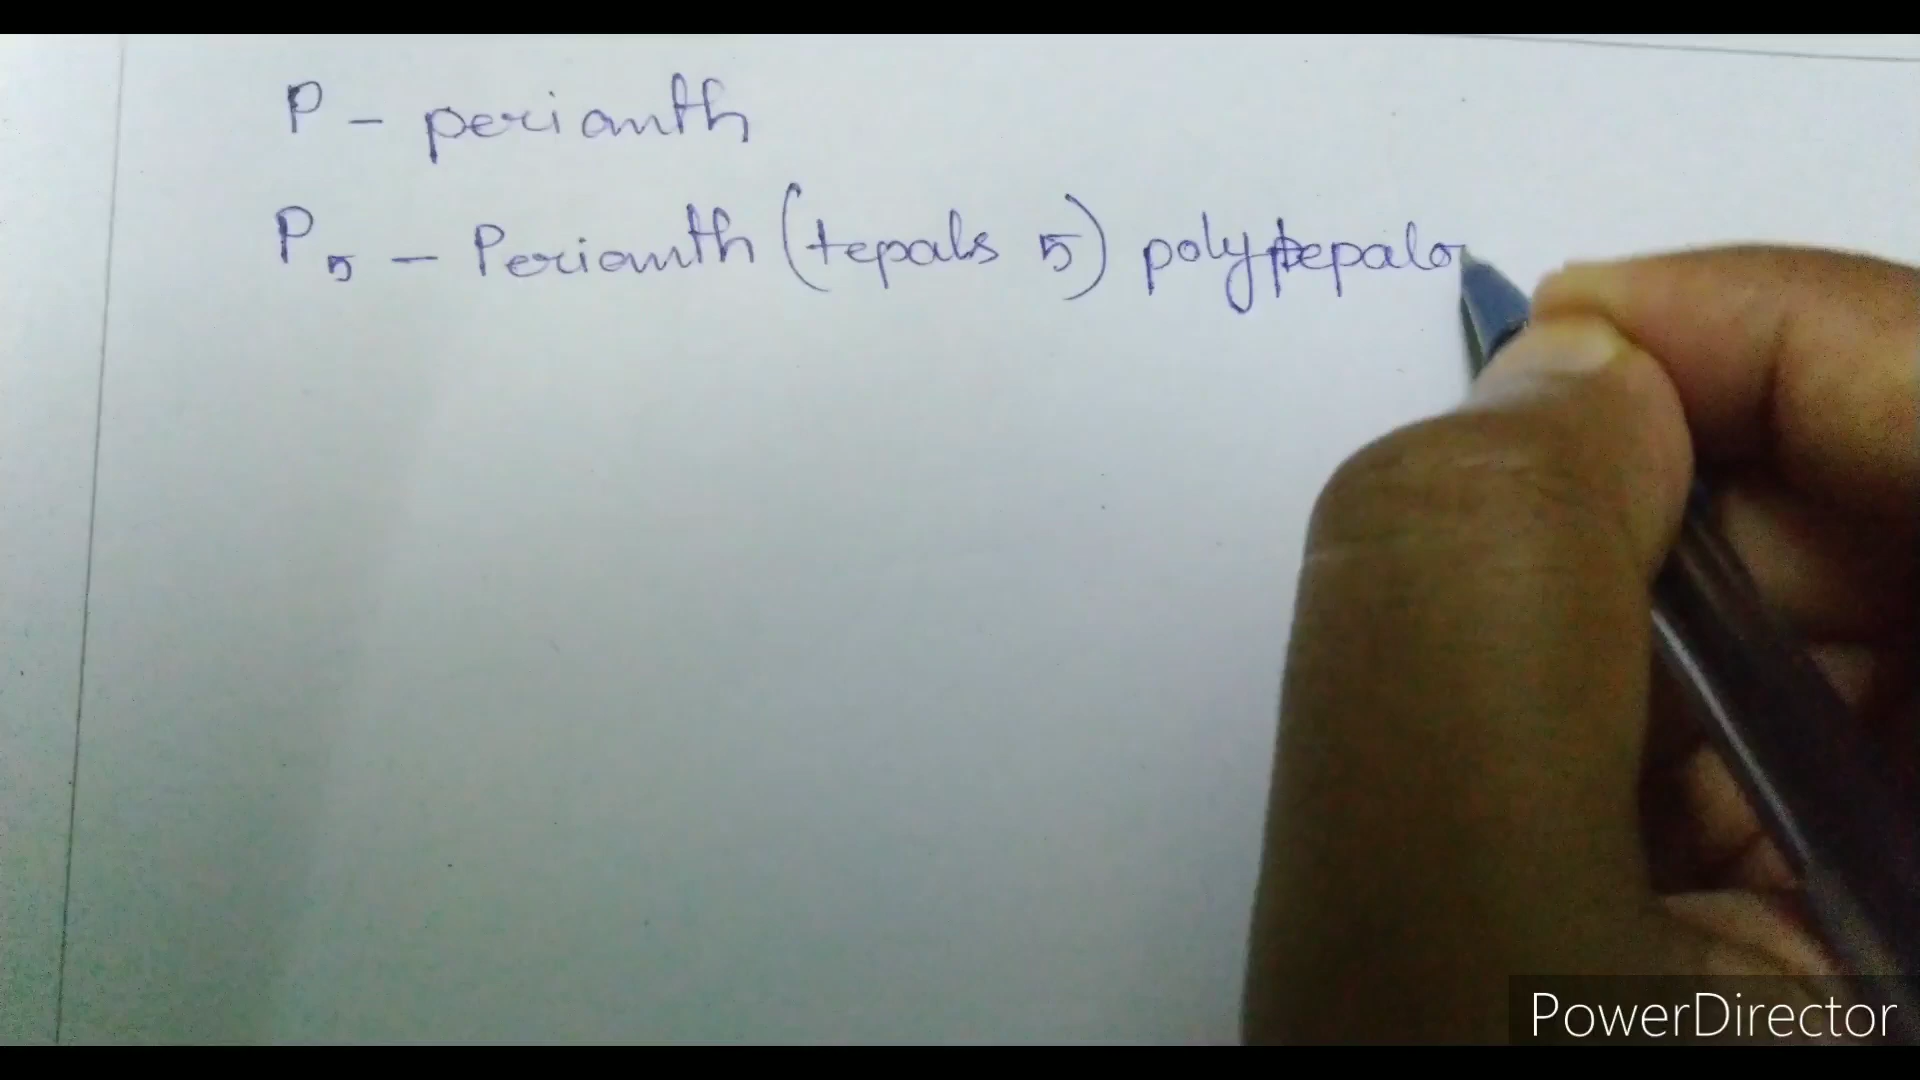 P - perianth
P5 - Perianth (tepals 5) polytepalo
PowerDirector